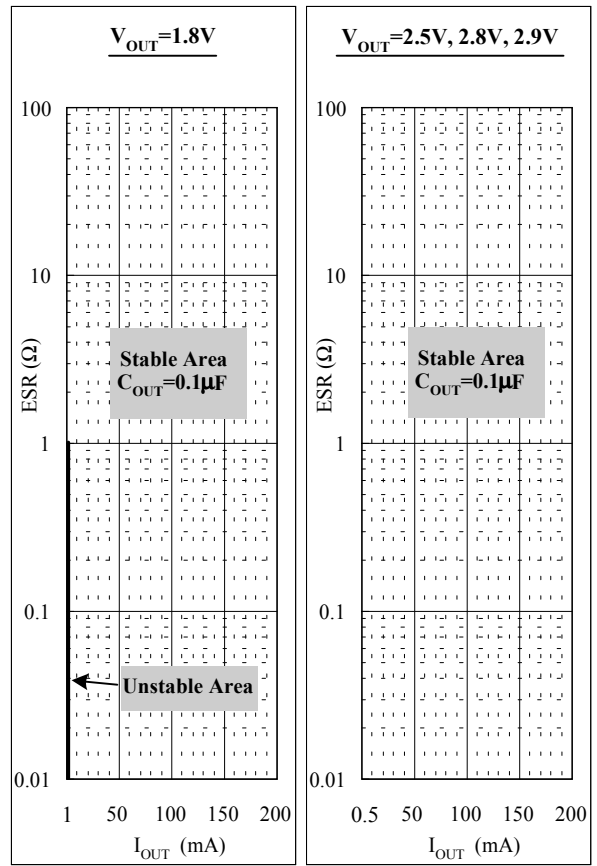 V_OUT=1.8V
100
10
1
0.1
0.01
ESR (Ω)
Stable Area
C_OUT=0.1µF
Unstable Area
1 50 100 150 200
I_OUT (mA)
V_OUT=2.5V, 2.8V, 2.9V
100
10
1
0.1
0.01
ESR (Ω)
Stable Area
C_OUT=0.1µF
0.5 50 100 150 200
I_OUT (mA)